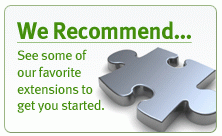 We Recommend...
See some of
our favorite
extensions to
get you started.